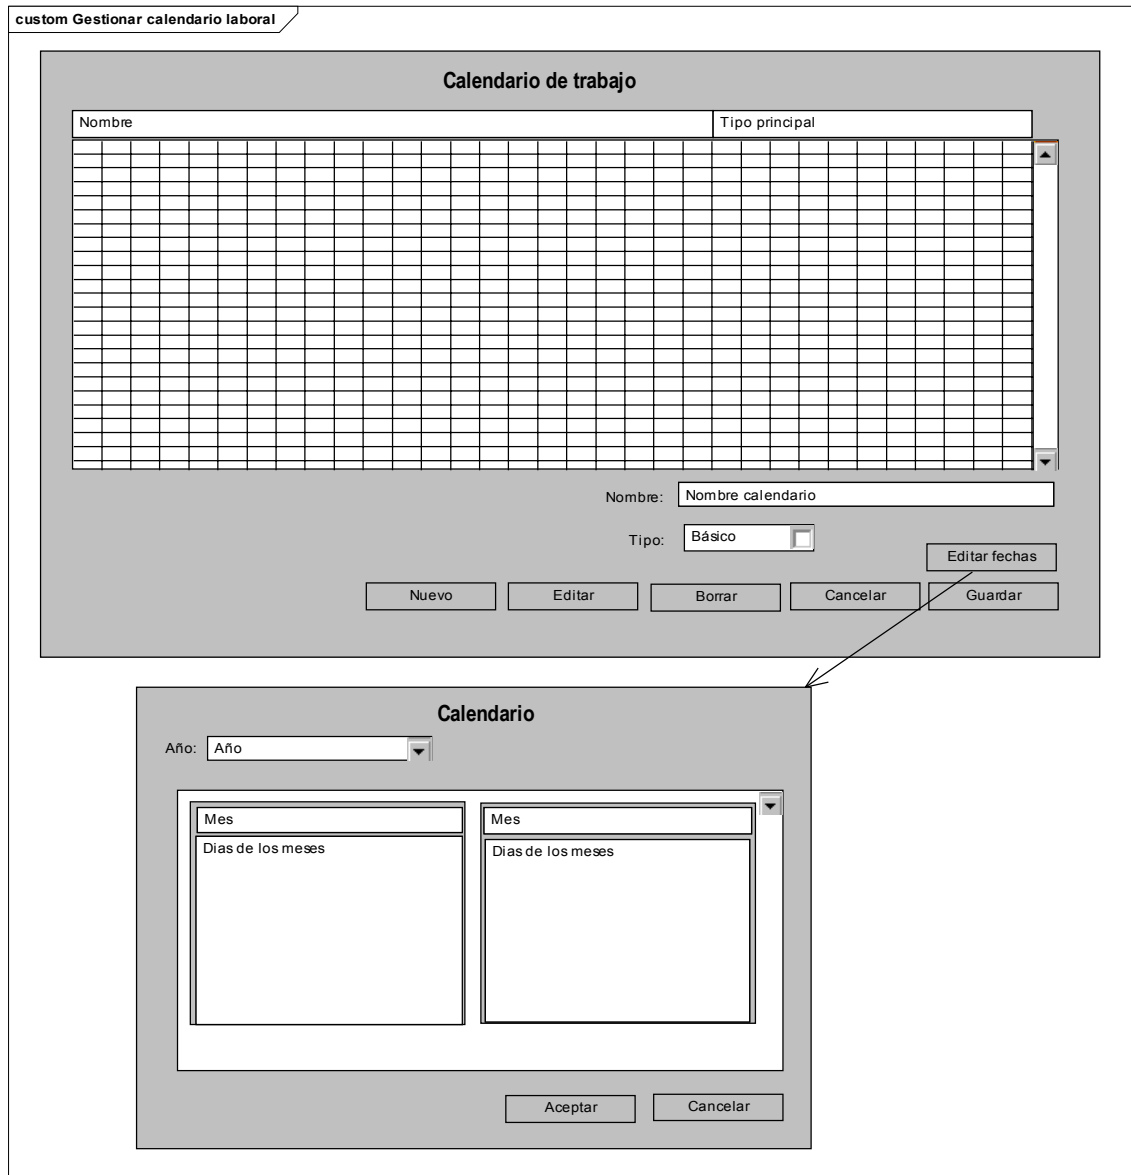 custom Gestionar calendario laboral
Calendario de trabajo
Nombre Tipo principal
Nombre: Nombre calendario
Tipo: Básico
Editar fechas
Nuevo Editar Borrar Cancelar Guardar
Calendario
Año: Año
Mes Mes
Dias de los meses Dias de los meses
Aceptar Cancelar